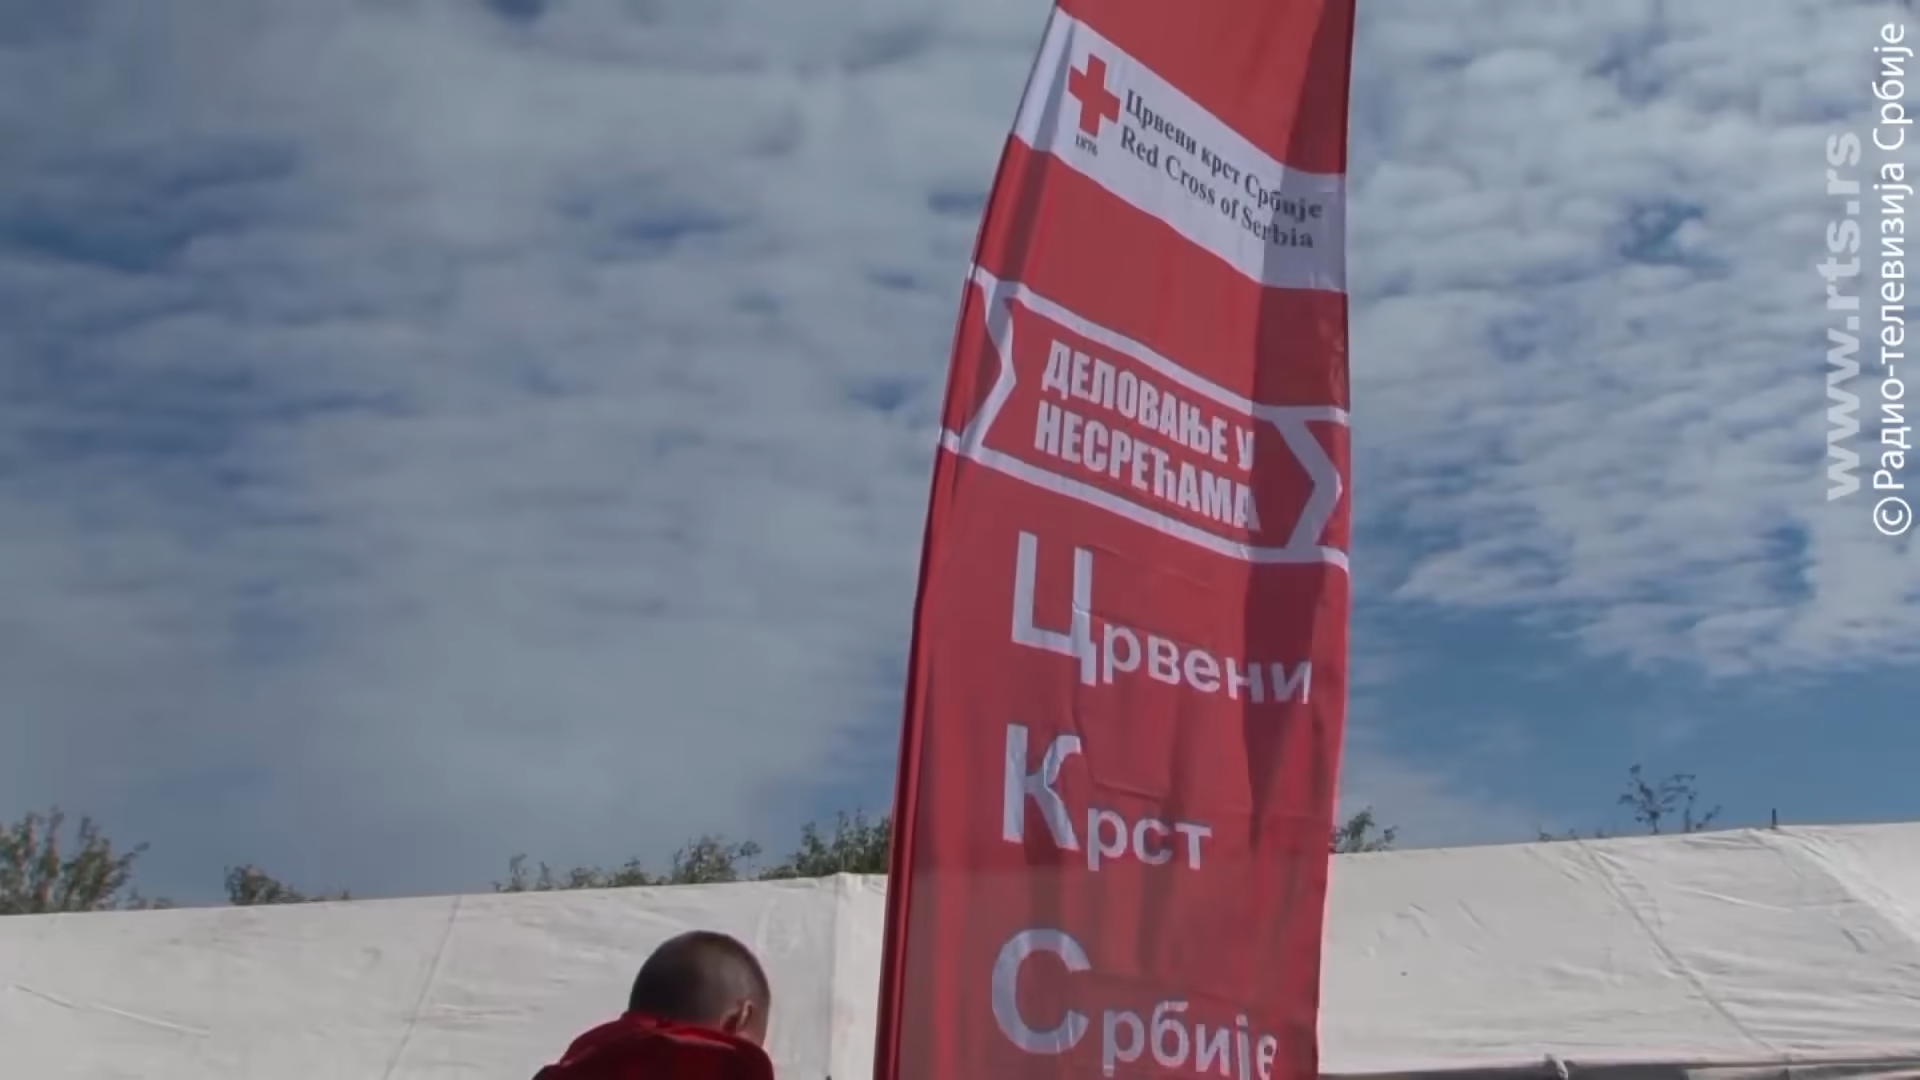 Црвени крст Србије
Red Cross of Serbia
1876
ДЕЛОВАЊЕ У
НЕСРЕЋАМА
Црвени
Крст
Србије
www.rts.rs
©Радио-телевизија Србије